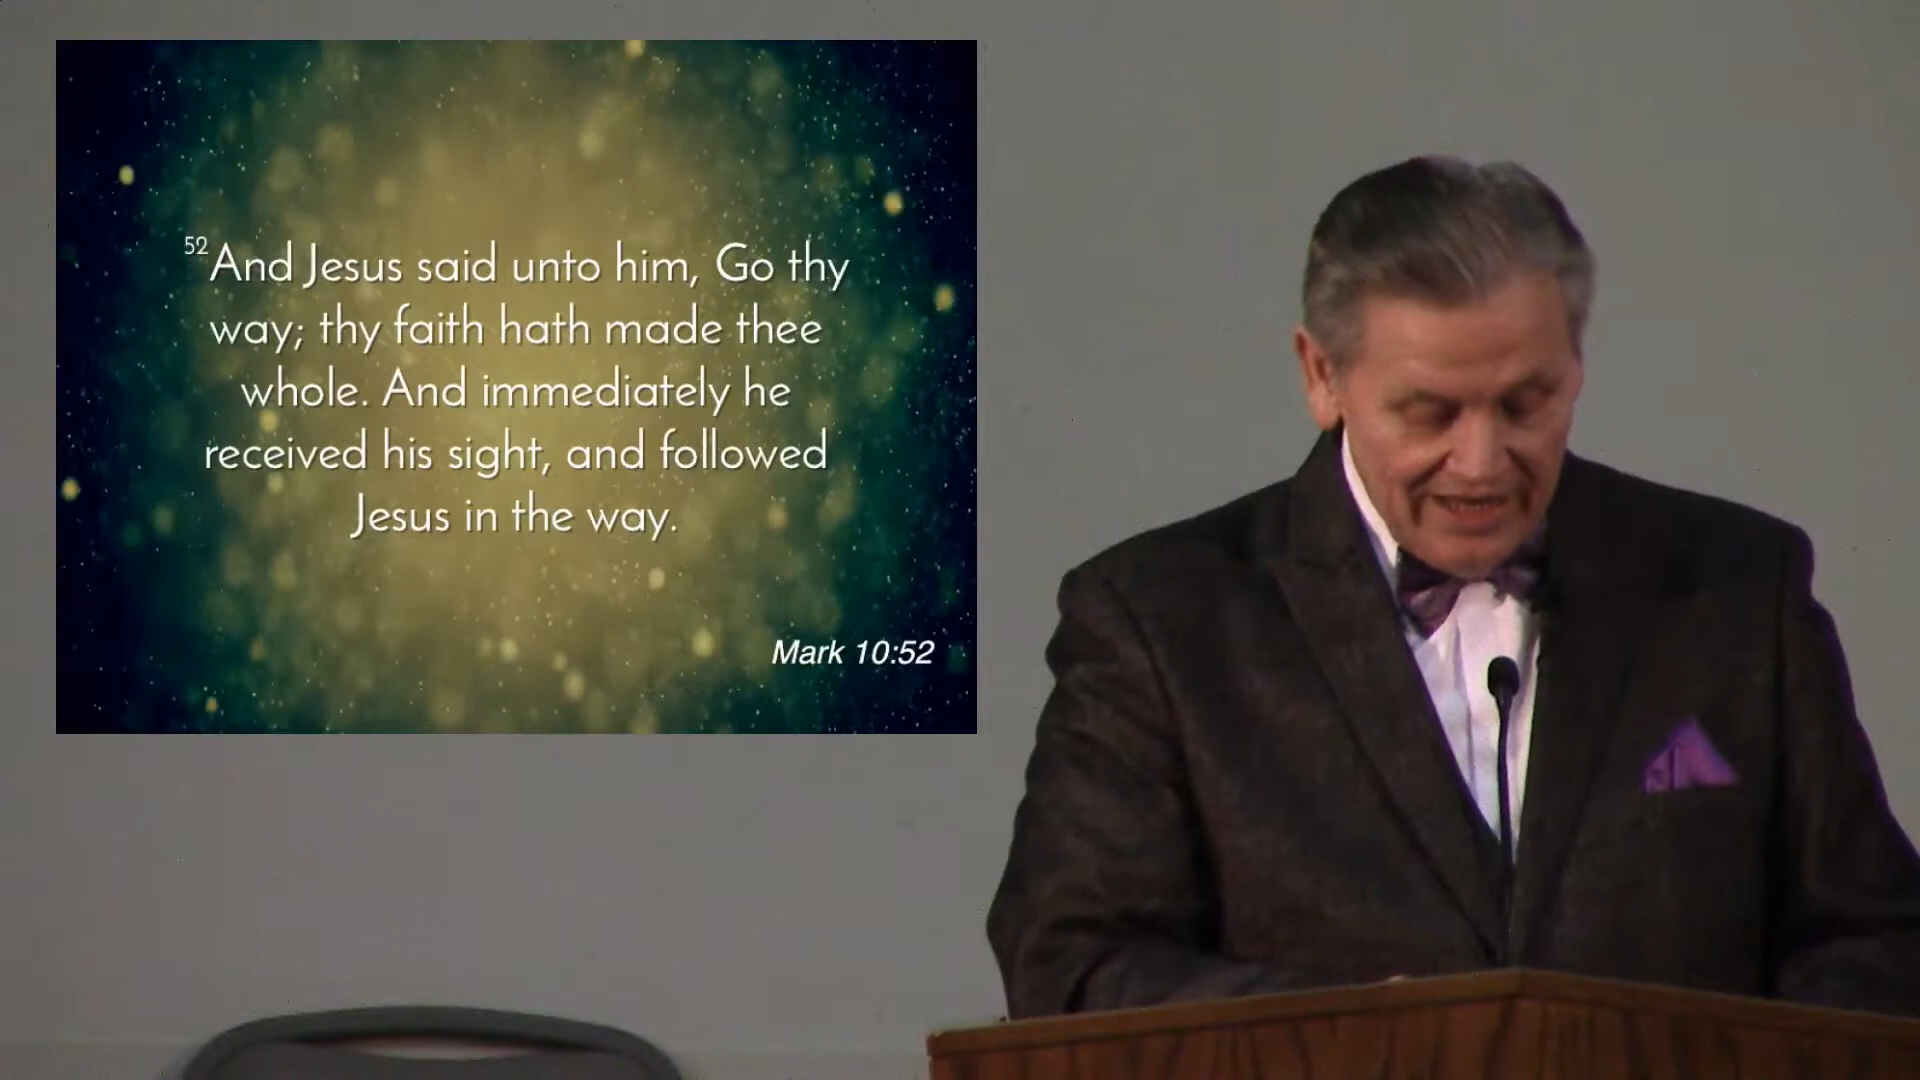 52And Jesus said unto him, Go thy
way; thy faith hath made thee
whole. And immediately he
received his sight, and followed
Jesus in the way.
Mark 10:52